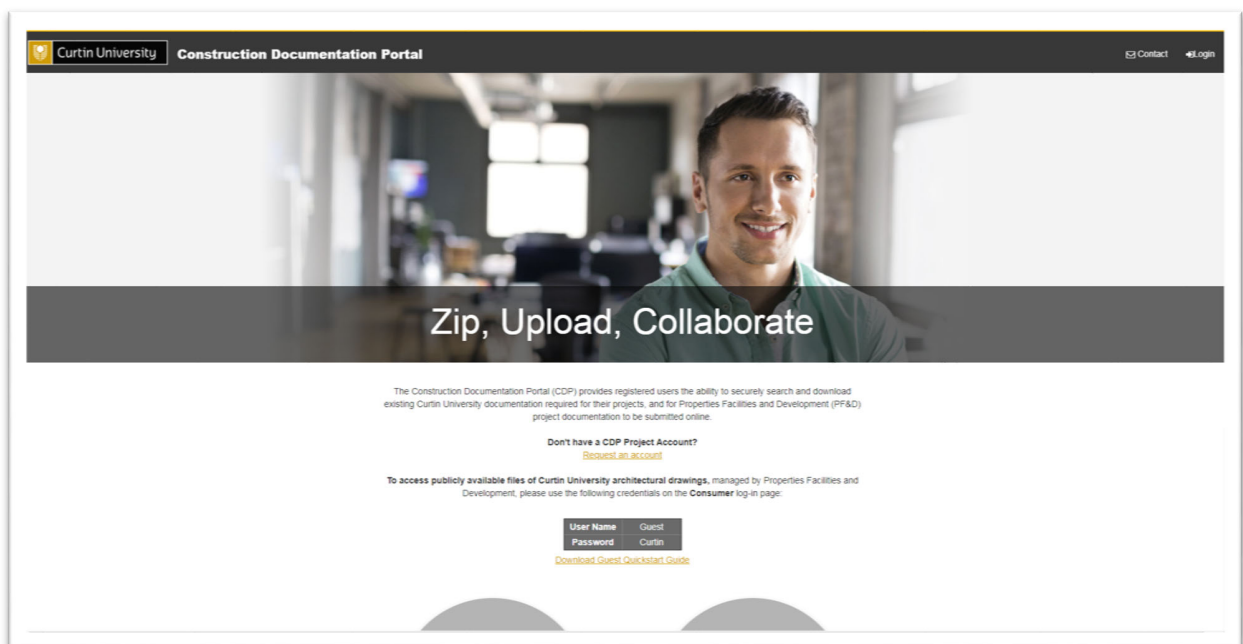 Curtin University
Construction Documentation Portal
Contact
Login
Zip, Upload, Collaborate
The Construction Documentation Portal (CDP) provides registered users the ability to securely search and download
existing Curtin University documentation required for their projects, and for Properties Facilities and Development (PF&D)
project documentation to be submitted online.
Don't have a CDP Project Account?
Request an account
To access publicly available files of Curtin University architectural drawings, managed by Properties Facilities and
Development, please use the following credentials on the Consumer log-in page:
User Name Guest
Password Curtin
Download Guest Quickstart Guide